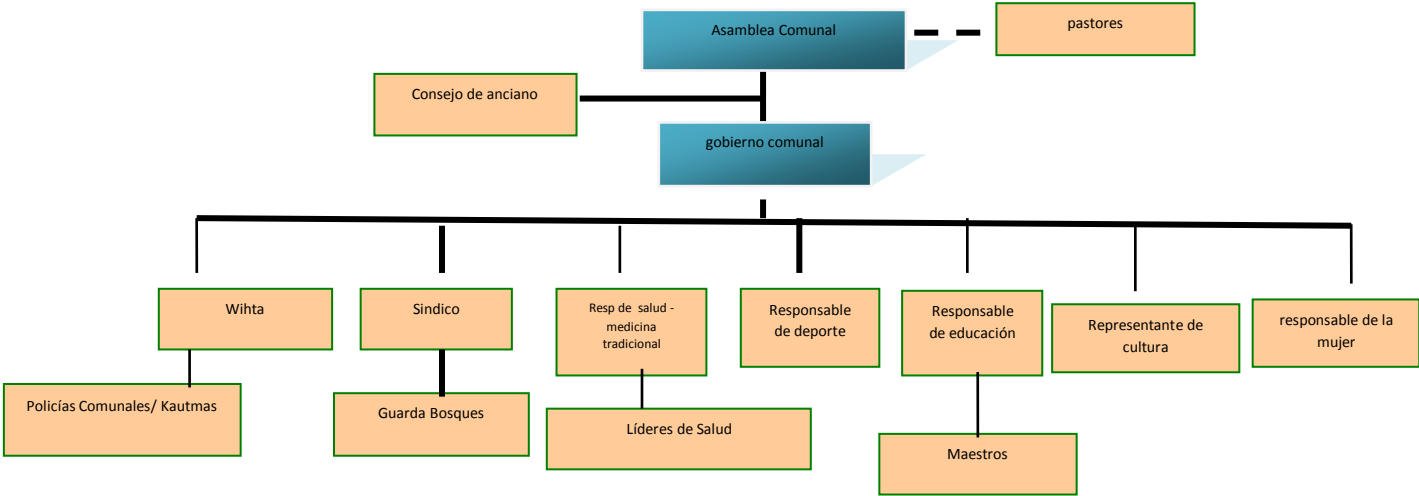 Asamblea Comunal
pastores
Consejo de anciano
gobierno comunal
Wihta
Sindico
Resp de salud -
medicina
tradicional
Responsable
de deporte
Responsable
de educación
Representante de
cultura
responsable de la
mujer
Policías Comunales/ Kautmas
Guarda Bosques
Líderes de Salud
Maestros